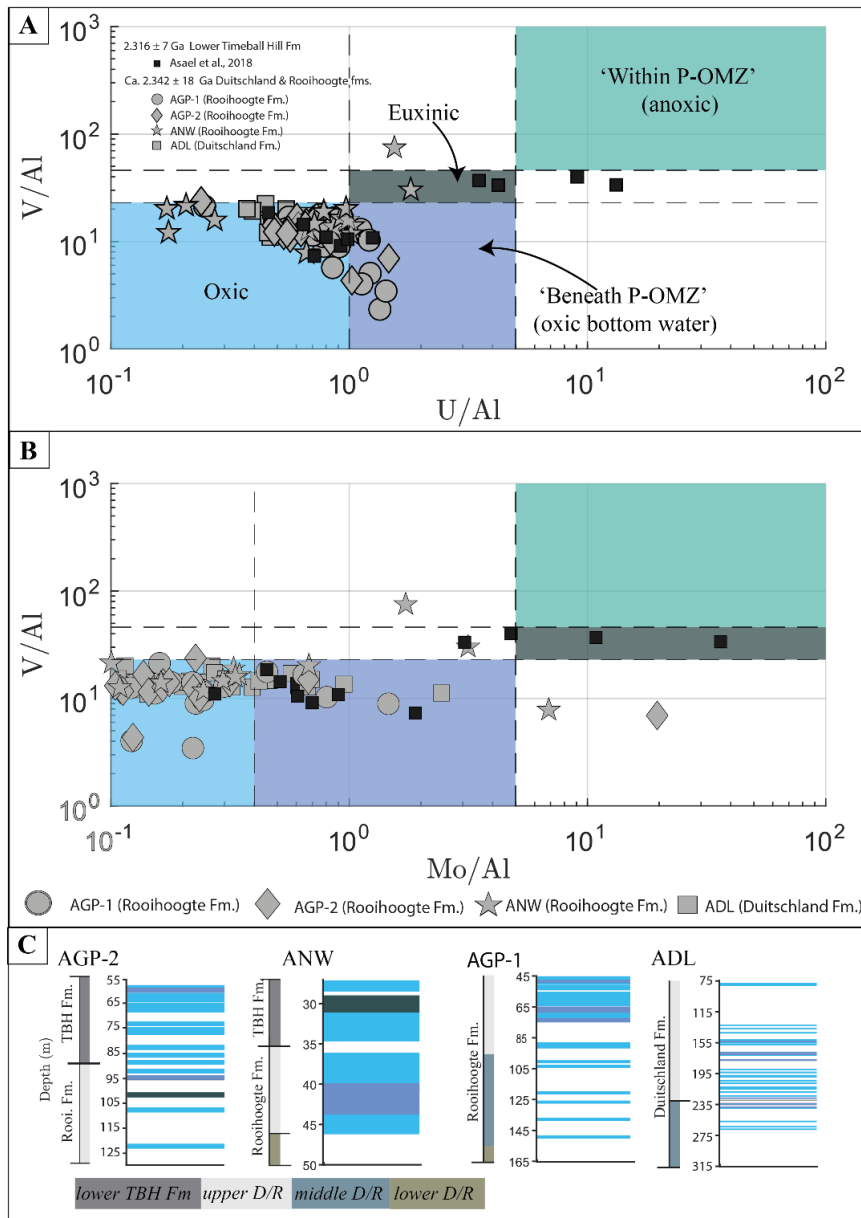 A
10^3
10^2
10^1
10^0
V/Al
2.316 ± 7 Ga Lower Timeball Hill Fm
Asael et al., 2018
Ca. 2.342 ± 18 Ga Duitschland & Rooihoogte fms.
AGP-1 (Rooihoogte Fm.)
AGP-2 (Rooihoogte Fm.)
ANW (Rooihoogte Fm.)
ADL (Duitschland Fm.)
Euxinic
'Within P-OMZ'
(anoxic)
Oxic
'Beneath P-OMZ'
(oxic bottom water)
10^-1
10^0
10^1
10^2
U/Al
B
10^3
10^2
10^1
10^0
V/Al
10^-1
10^0
10^1
10^2
Mo/Al
AGP-1 (Rooihoogte Fm.)
AGP-2 (Rooihoogte Fm.)
ANW (Rooihoogte Fm.)
ADL (Duitschland Fm.)
C
AGP-2
Depth (m)
TBH Fm.
Rooi. Fm.
55
65
75
85
95
105
115
125
ANW
TBH Fm.
Rooihoogte Fm.
30
35
40
45
50
AGP-1
Rooihoogte Fm.
45
65
85
105
125
145
165
ADL
Duitschland Fm.
75
115
155
195
235
275
315
lower TBH Fm
upper D/R
middle D/R
lower D/R